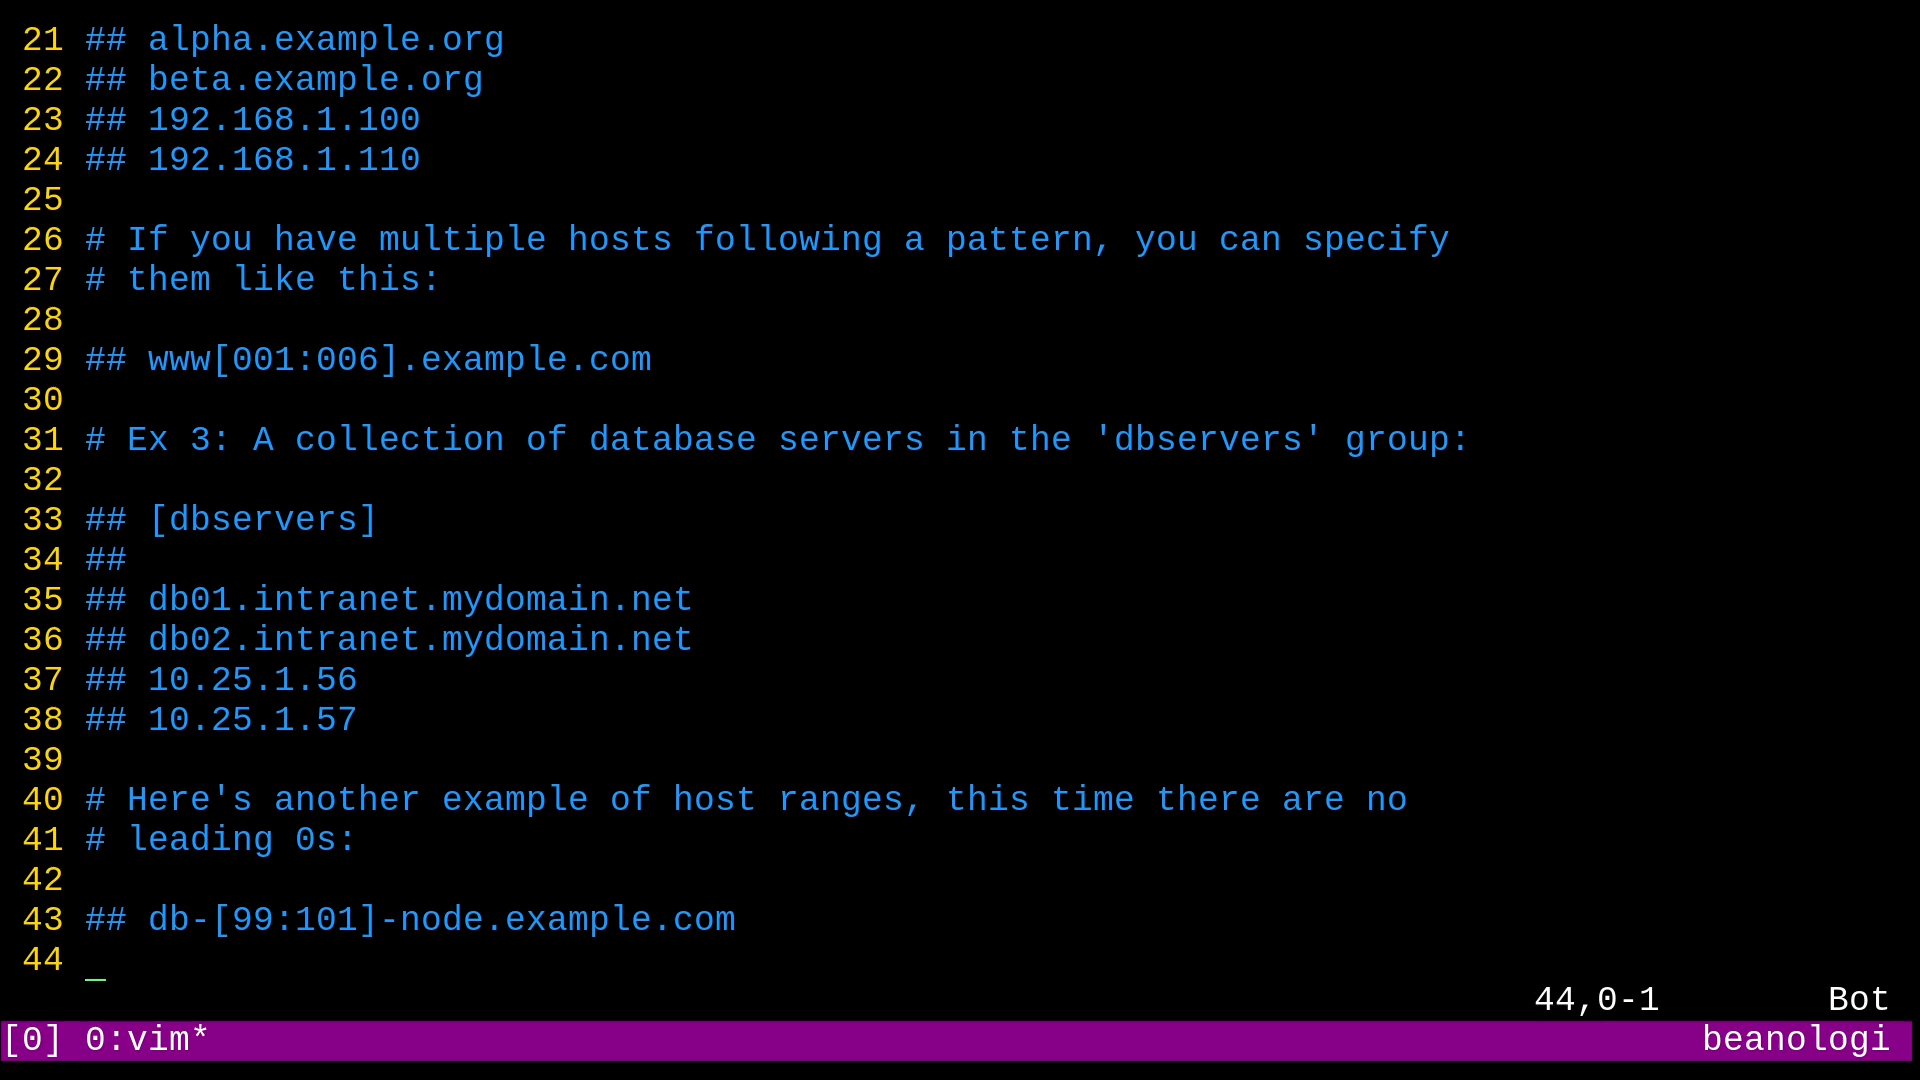 21 ## alpha.example.org
22 ## beta.example.org
23 ## 192.168.1.100
24 ## 192.168.1.110
25
26 # If you have multiple hosts following a pattern, you can specify
27 # them like this:
28
29 ## www[001:006].example.com
30
31 # Ex 3: A collection of database servers in the 'dbservers' group:
32
33 ## [dbservers]
34 ##
35 ## db01.intranet.mydomain.net
36 ## db02.intranet.mydomain.net
37 ## 10.25.1.56
38 ## 10.25.1.57
39
40 # Here's another example of host ranges, this time there are no
41 # leading 0s:
42
43 ## db-[99:101]-node.example.com
44
44,0-1 Bot
[0] 0:vim* beanologi